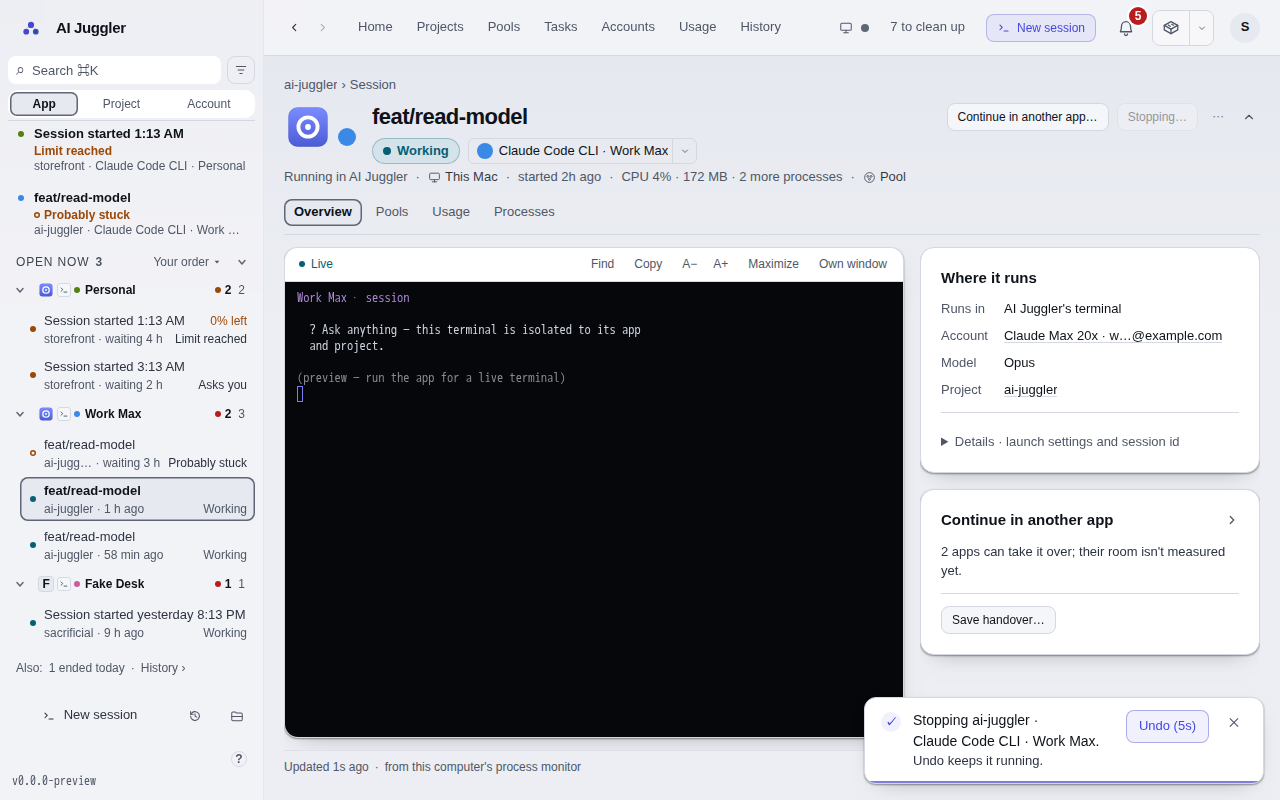 AI Juggler
Search ⌘K
App Project Account
Session started 1:13 AM
Limit reached
storefront · Claude Code CLI · Personal
feat/read-model
Probably stuck
ai-juggler · Claude Code CLI · Work …
OPEN NOW 3 Your order
Personal 2 2
Session started 1:13 AM 0% left
storefront · waiting 4 h Limit reached
Session started 3:13 AM
storefront · waiting 2 h Asks you
Work Max 2 3
feat/read-model
ai-jugg… · waiting 3 h Probably stuck
feat/read-model
ai-juggler · 1 h ago Working
feat/read-model
ai-juggler · 58 min ago Working
F Fake Desk 1 1
Session started yesterday 8:13 PM
sacrificial · 9 h ago Working
Also: 1 ended today · History ›
New session
?
v0.0.0-preview
Home Projects Pools Tasks Accounts Usage History
7 to clean up
New session
5
S
ai-juggler › Session
feat/read-model
Continue in another app… Stopping… ···
Working Claude Code CLI · Work Max
Running in AI Juggler · This Mac · started 2h ago · CPU 4% · 172 MB · 2 more processes · Pool
Overview Pools Usage Processes
Live Find Copy A− A+ Maximize Own window
Work Max · session
? Ask anything — this terminal is isolated to its app
and project.
(preview — run the app for a live terminal)
Updated 1s ago · from this computer's process monitor
Where it runs
Runs in AI Juggler's terminal
Account Claude Max 20x · w…@example.com
Model Opus
Project ai-juggler
Details · launch settings and session id
Continue in another app
2 apps can take it over; their room isn't measured
yet.
Save handover…
Stopping ai-juggler ·
Claude Code CLI · Work Max.
Undo keeps it running.
Undo (5s)